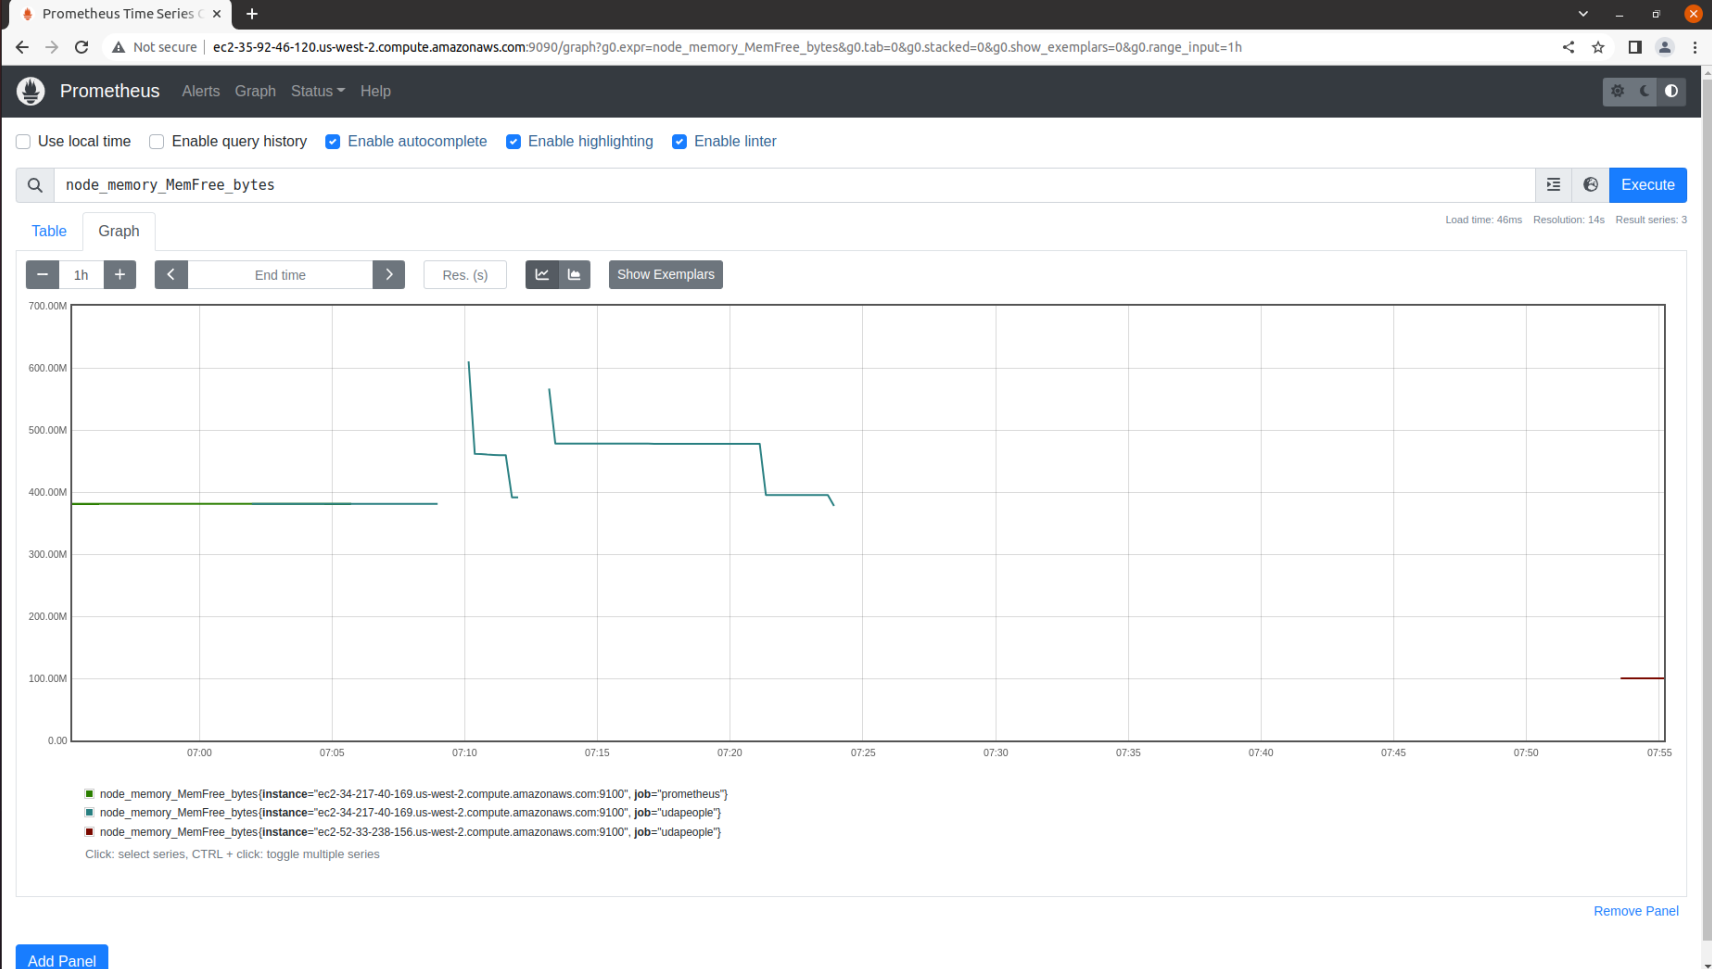 Prometheus Time Series C
Not secure ec2-35-92-46-120.us-west-2.compute.amazonaws.com:9090/graph?g0.expr=node_memory_MemFree_bytes&g0.tab=0&g0.stacked=0&g0.show_exemplars=0&g0.range_input=1h
Prometheus Alerts Graph Status Help
Use local time Enable query history Enable autocomplete Enable highlighting Enable linter
node_memory_MemFree_bytes Execute
Load time: 46ms Resolution: 14s Result series: 3
Table Graph
1h End time Res. (s) Show Exemplars
700.00M
600.00M
500.00M
400.00M
300.00M
200.00M
100.00M
0.00
07:00 07:05 07:10 07:15 07:20 07:25 07:30 07:35 07:40 07:45 07:50 07:55
node_memory_MemFree_bytes{instance="ec2-34-217-40-169.us-west-2.compute.amazonaws.com:9100", job="prometheus"}
node_memory_MemFree_bytes{instance="ec2-34-217-40-169.us-west-2.compute.amazonaws.com:9100", job="udapeople"}
node_memory_MemFree_bytes{instance="ec2-52-33-238-156.us-west-2.compute.amazonaws.com:9100", job="udapeople"}
Click: select series, CTRL + click: toggle multiple series
Remove Panel
Add Panel